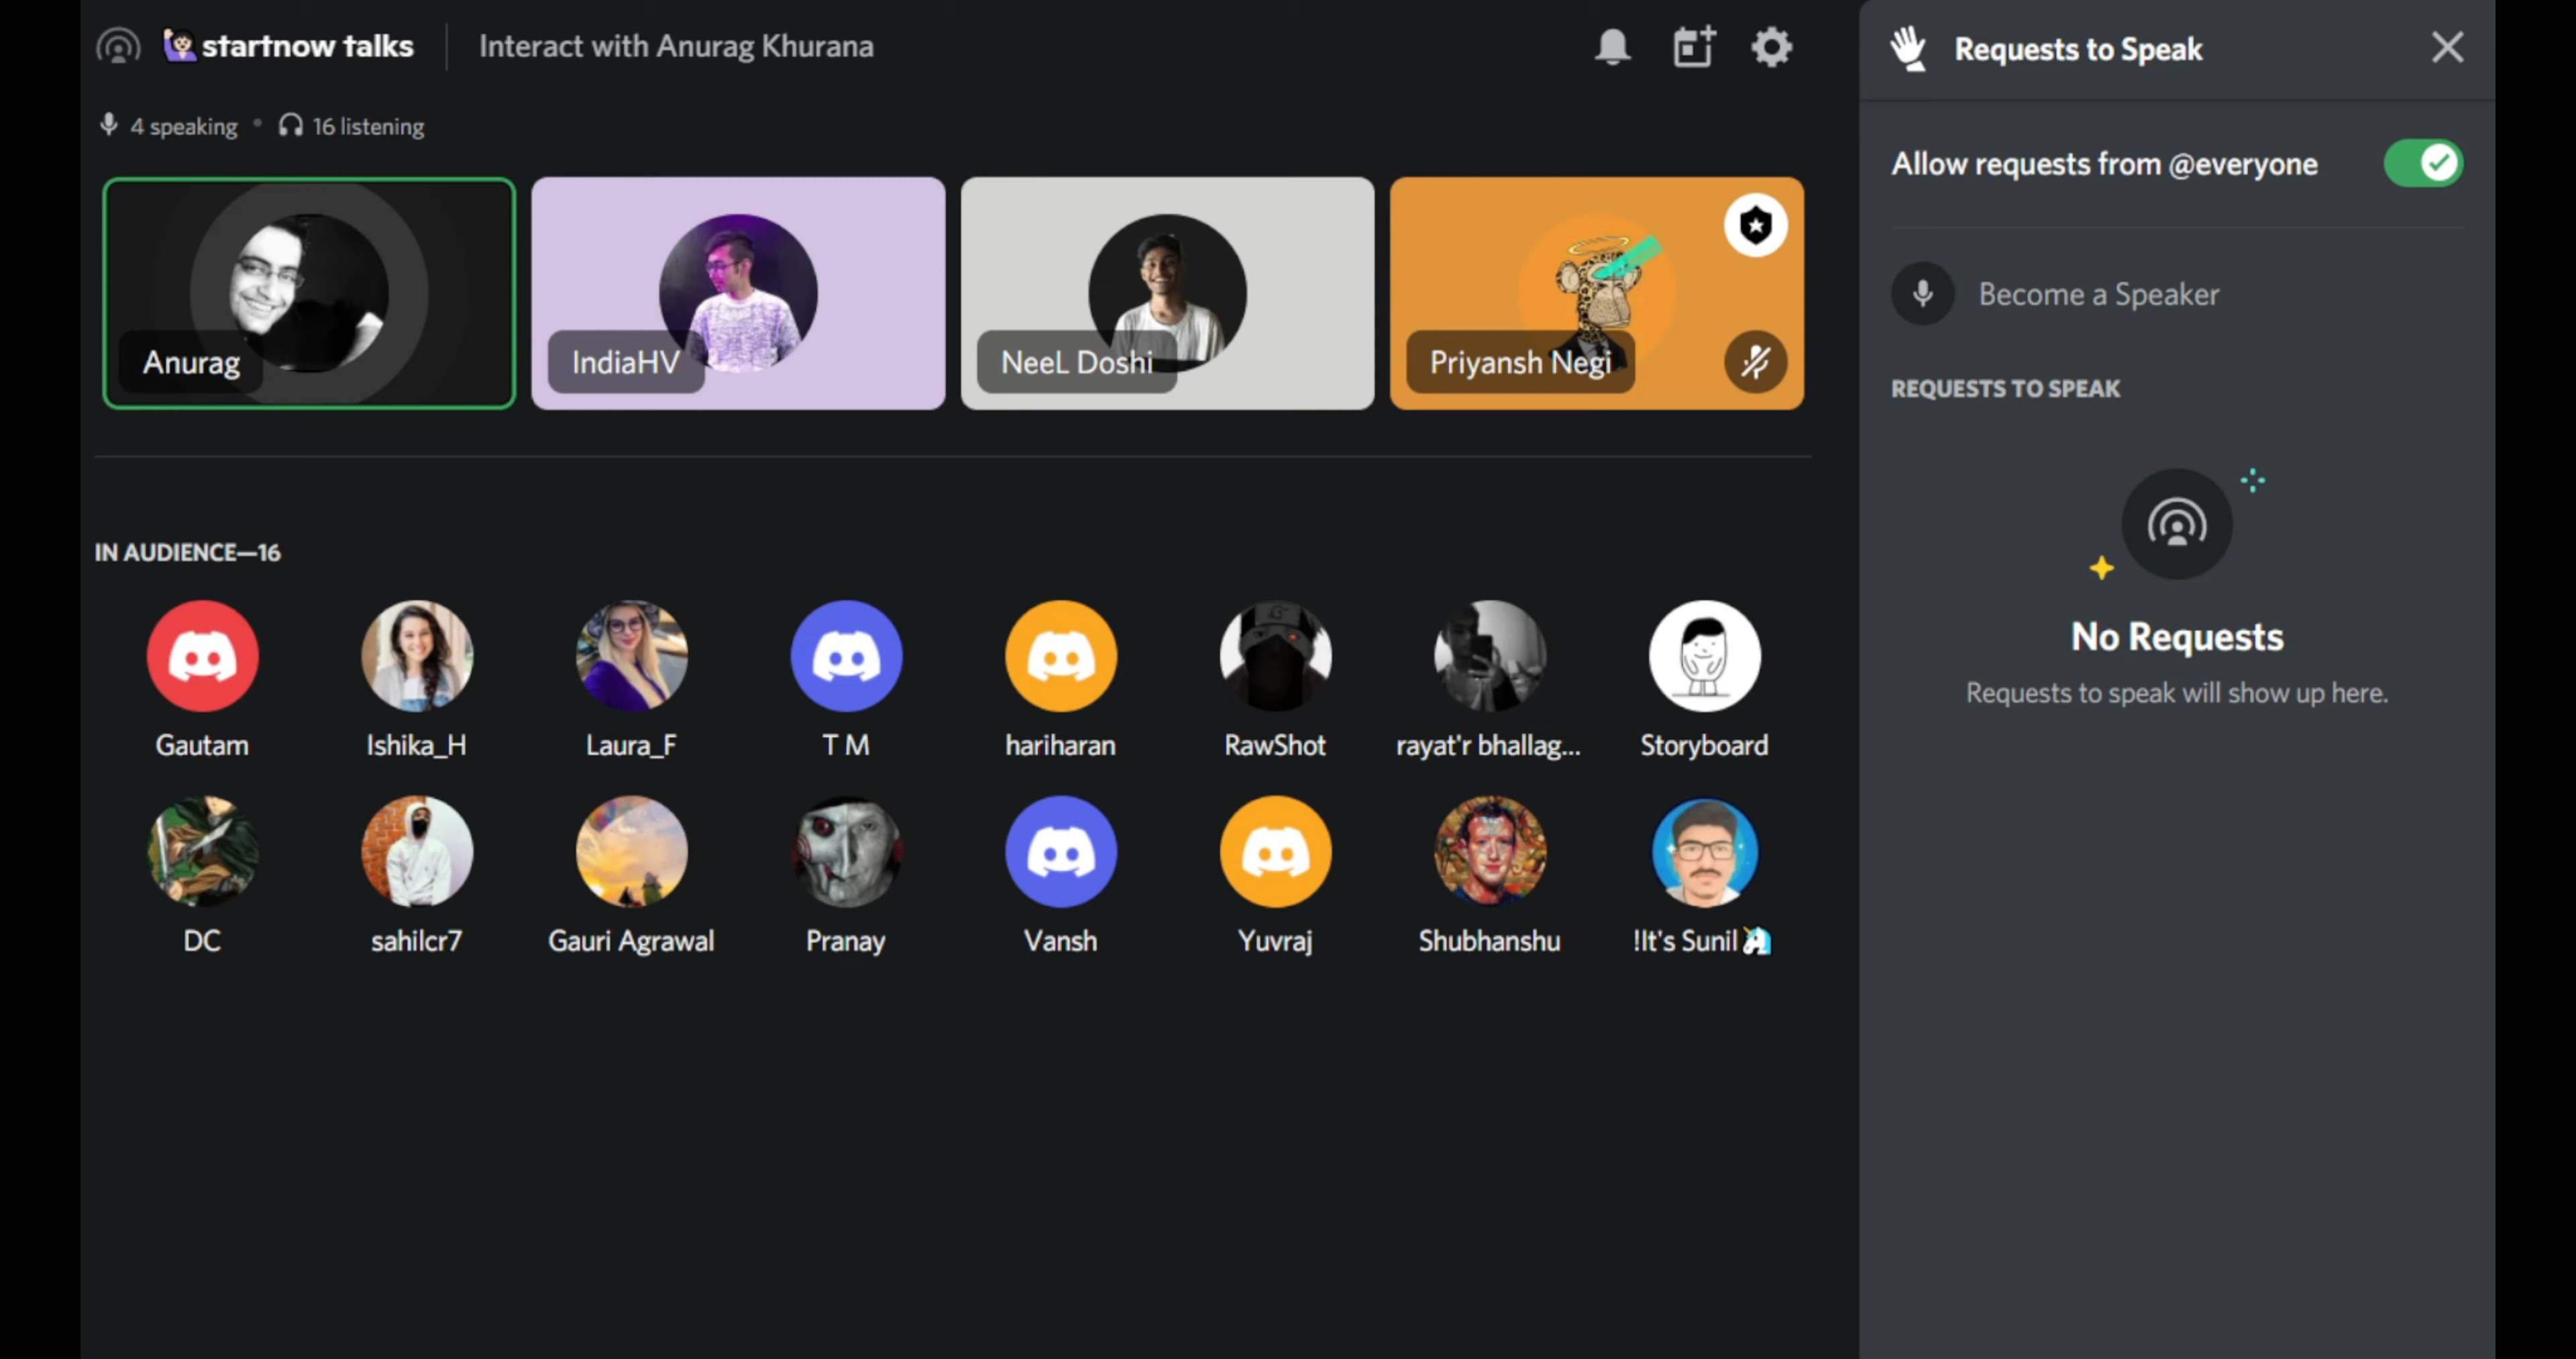 startnow talks
Interact with Anurag Khurana
4 speaking • 16 listening
Anurag
IndiaHV
NeeL Doshi
Priyansh Negi
IN AUDIENCE—16
Gautam
Ishika_H
Laura_F
T M
hariharan
RawShot
rayat'r bhallag...
Storyboard
DC
sahilcr7
Gauri Agrawal
Pranay
Vansh
Yuvraj
Shubhanshu
!It's Sunil🦄
Requests to Speak
Allow requests from @everyone
Become a Speaker
REQUESTS TO SPEAK
No Requests
Requests to speak will show up here.